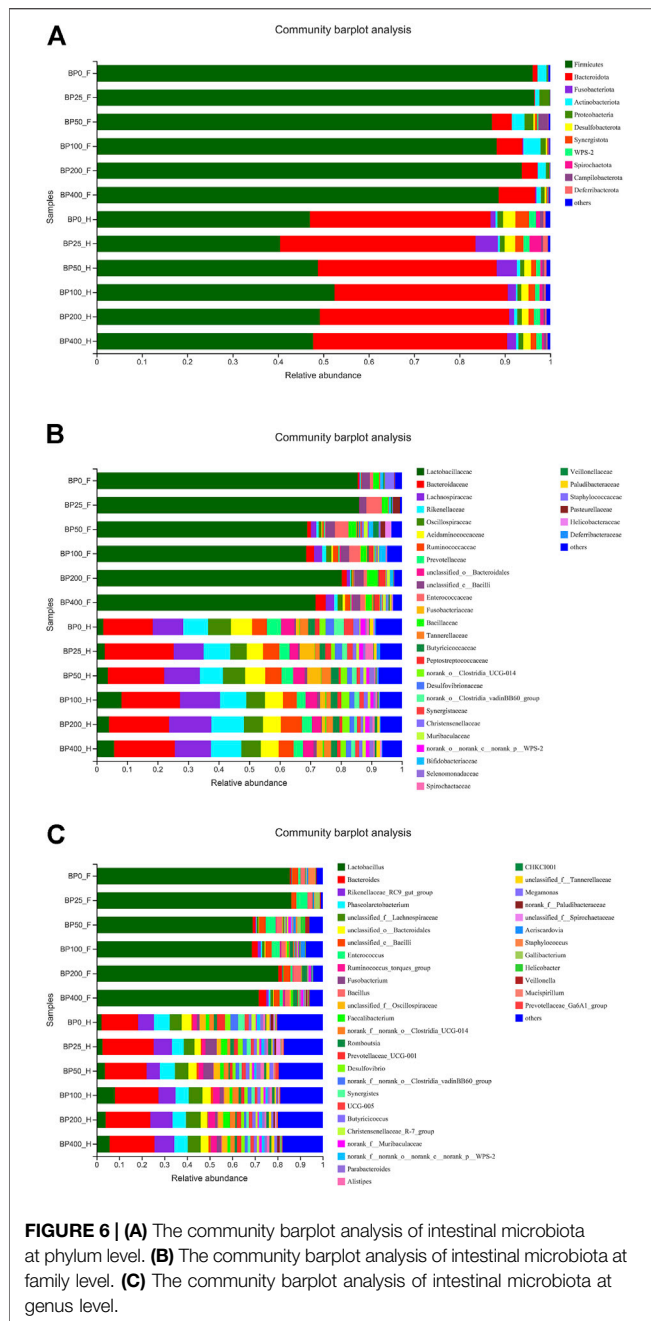 A
Community barplot analysis
BP0_F
BP25_F
BP50_F
BP100_F
BP200_F
BP400_F
BP0_H
BP25_H
BP50_H
BP100_H
BP200_H
BP400_H
Samples
0 0.1 0.2 0.3 0.4 0.5 0.6 0.7 0.8 0.9 1
Relative abundance
Firmicutes
Bacteroidota
Fusobacteriota
Actinobacteriota
Proteobacteria
Desulfobacterota
Synergistota
WPS-2
Spirochaetota
Campilobacterota
Deferribacterota
others
B
Community barplot analysis
BP0_F
BP25_F
BP50_F
BP100_F
BP200_F
BP400_F
BP0_H
BP25_H
BP50_H
BP100_H
BP200_H
BP400_H
Samples
0 0.1 0.2 0.3 0.4 0.5 0.6 0.7 0.8 0.9 1
Relative abundance
Lactobacillaceae
Bacteroidaceae
Lachnospiraceae
Rikenellaceae
Oscillospiraceae
Acidaminococcaceae
Ruminococcaceae
Prevotellaceae
unclassified_o__Bacteroidales
unclassified_c__Bacilli
Enterococcaceae
Fusobacteriaceae
Bacillaceae
Tannerellaceae
Butyricicoccaceae
Peptostreptococcaceae
norank_o__Clostridia_UCG-014
Desulfovibrionaceae
norank_o__Clostridia_vadinBB60_group
Synergistaceae
Christensenellaceae
Muribaculaceae
norank_o__norank_c__norank_p__WPS-2
Bifidobacteriaceae
Selenomonadaceae
Spirochaetaceae
Veillonellaceae
Paludibacteraceae
Staphylococcaceae
Pasteurellaceae
Helicobacteraceae
Deferribacteraceae
others
C
Community barplot analysis
BP0_F
BP25_F
BP50_F
BP100_F
BP200_F
BP400_F
BP0_H
BP25_H
BP50_H
BP100_H
BP200_H
BP400_H
Samples
0 0.1 0.2 0.3 0.4 0.5 0.6 0.7 0.8 0.9 1
Relative abundance
Lactobacillus
Bacteroides
Rikenellaceae_RC9_gut_group
Phascolarctobacterium
unclassified_f__Lachnospiraceae
unclassified_o__Bacteroidales
unclassified_c__Bacilli
Enterococcus
Ruminococcus_torques_group
Fusobacterium
Bacillus
unclassified_f__Oscillospiraceae
Faecalibacterium
norank_f__norank_o__Clostridia_UCG-014
Romboutsia
Prevotellaceae_UCG-001
Desulfovibrio
norank_f__norank_o__Clostridia_vadinBB60_group
Synergistes
UCG-005
Butyricicoccus
Christensenellaceae_R-7_group
norank_f__Muribaculaceae
norank_f__norank_o__norank_c__norank_p__WPS-2
Parabacteroides
Alistipes
CHKCI001
unclassified_f__Tannerellaceae
Megamonas
norank_f__Paludibacteraceae
unclassified_f__Spirochaetaceae
Aeriscardovia
Staphylococcus
Gallibacterium
Helicobacter
Veillonella
Mucispirillum
Prevotellaceae_Ga6A1_group
others
FIGURE 6 | (A) The community barplot analysis of intestinal microbiota
at phylum level. (B) The community barplot analysis of intestinal microbiota at
family level. (C) The community barplot analysis of intestinal microbiota at
genus level.